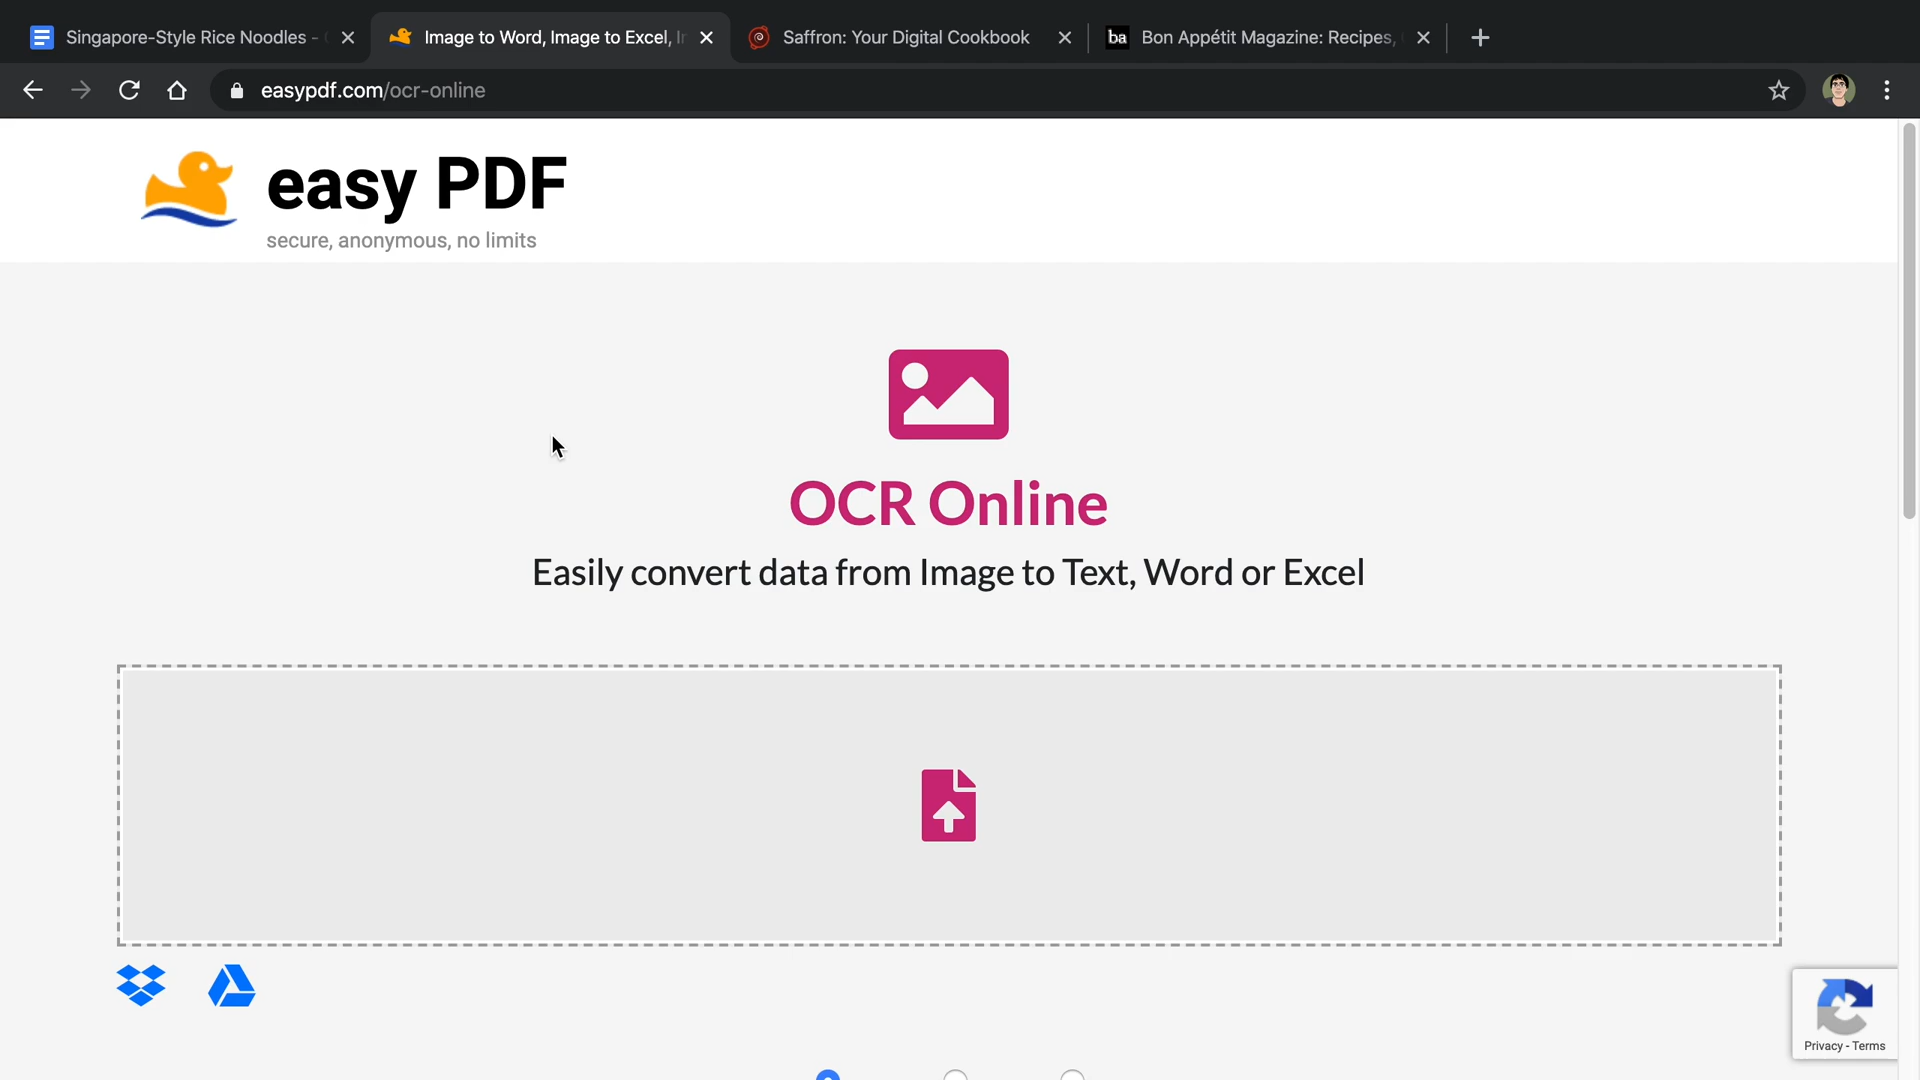 Singapore-Style Rice Noodles -
Image to Word, Image to Excel,
Saffron: Your Digital Cookbook
ba
Bon Appétit Magazine: Recipes,
easypdf.com/ocr-online
easy PDF
secure, anonymous, no limits
OCR Online
Easily convert data from Image to Text, Word or Excel
Privacy - Terms